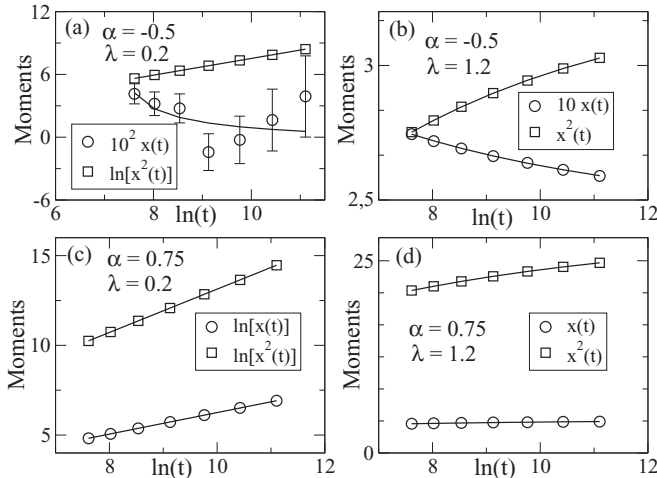 (a)
α = -0.5
λ = 0.2
12
6
0
-6
Moments
10² x(t)
ln[x²(t)]
6
8
10
12
ln(t)
(b)
α = -0.5
λ = 1.2
3
2,5
Moments
10 x(t)
x²(t)
8
10
12
ln(t)
(c)
α = 0.75
λ = 0.2
15
10
5
Moments
ln[x(t)]
ln[x²(t)]
8
10
12
ln(t)
(d)
25
0
Moments
α = 0.75
λ = 1.2
x(t)
x²(t)
8
10
12
ln(t)